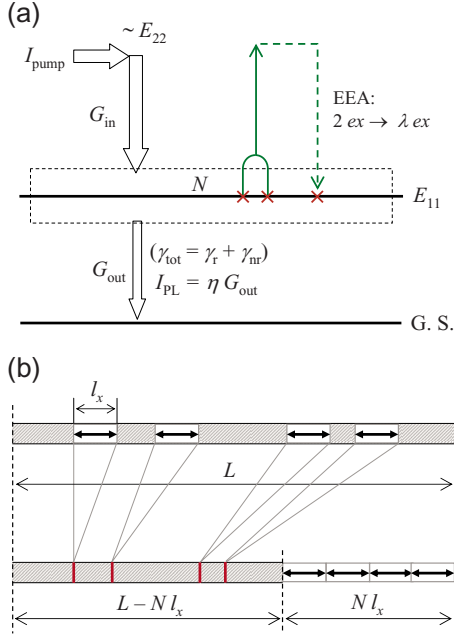 (a)
~ E₂₂
I_pump
G_in
EEA:
2 ex → λ ex
N
E₁₁
G_out
(γ_tot = γ_r + γ_nr)
I_PL = η G_out
G. S.
(b)
l_x
L
L − N l_x
N l_x